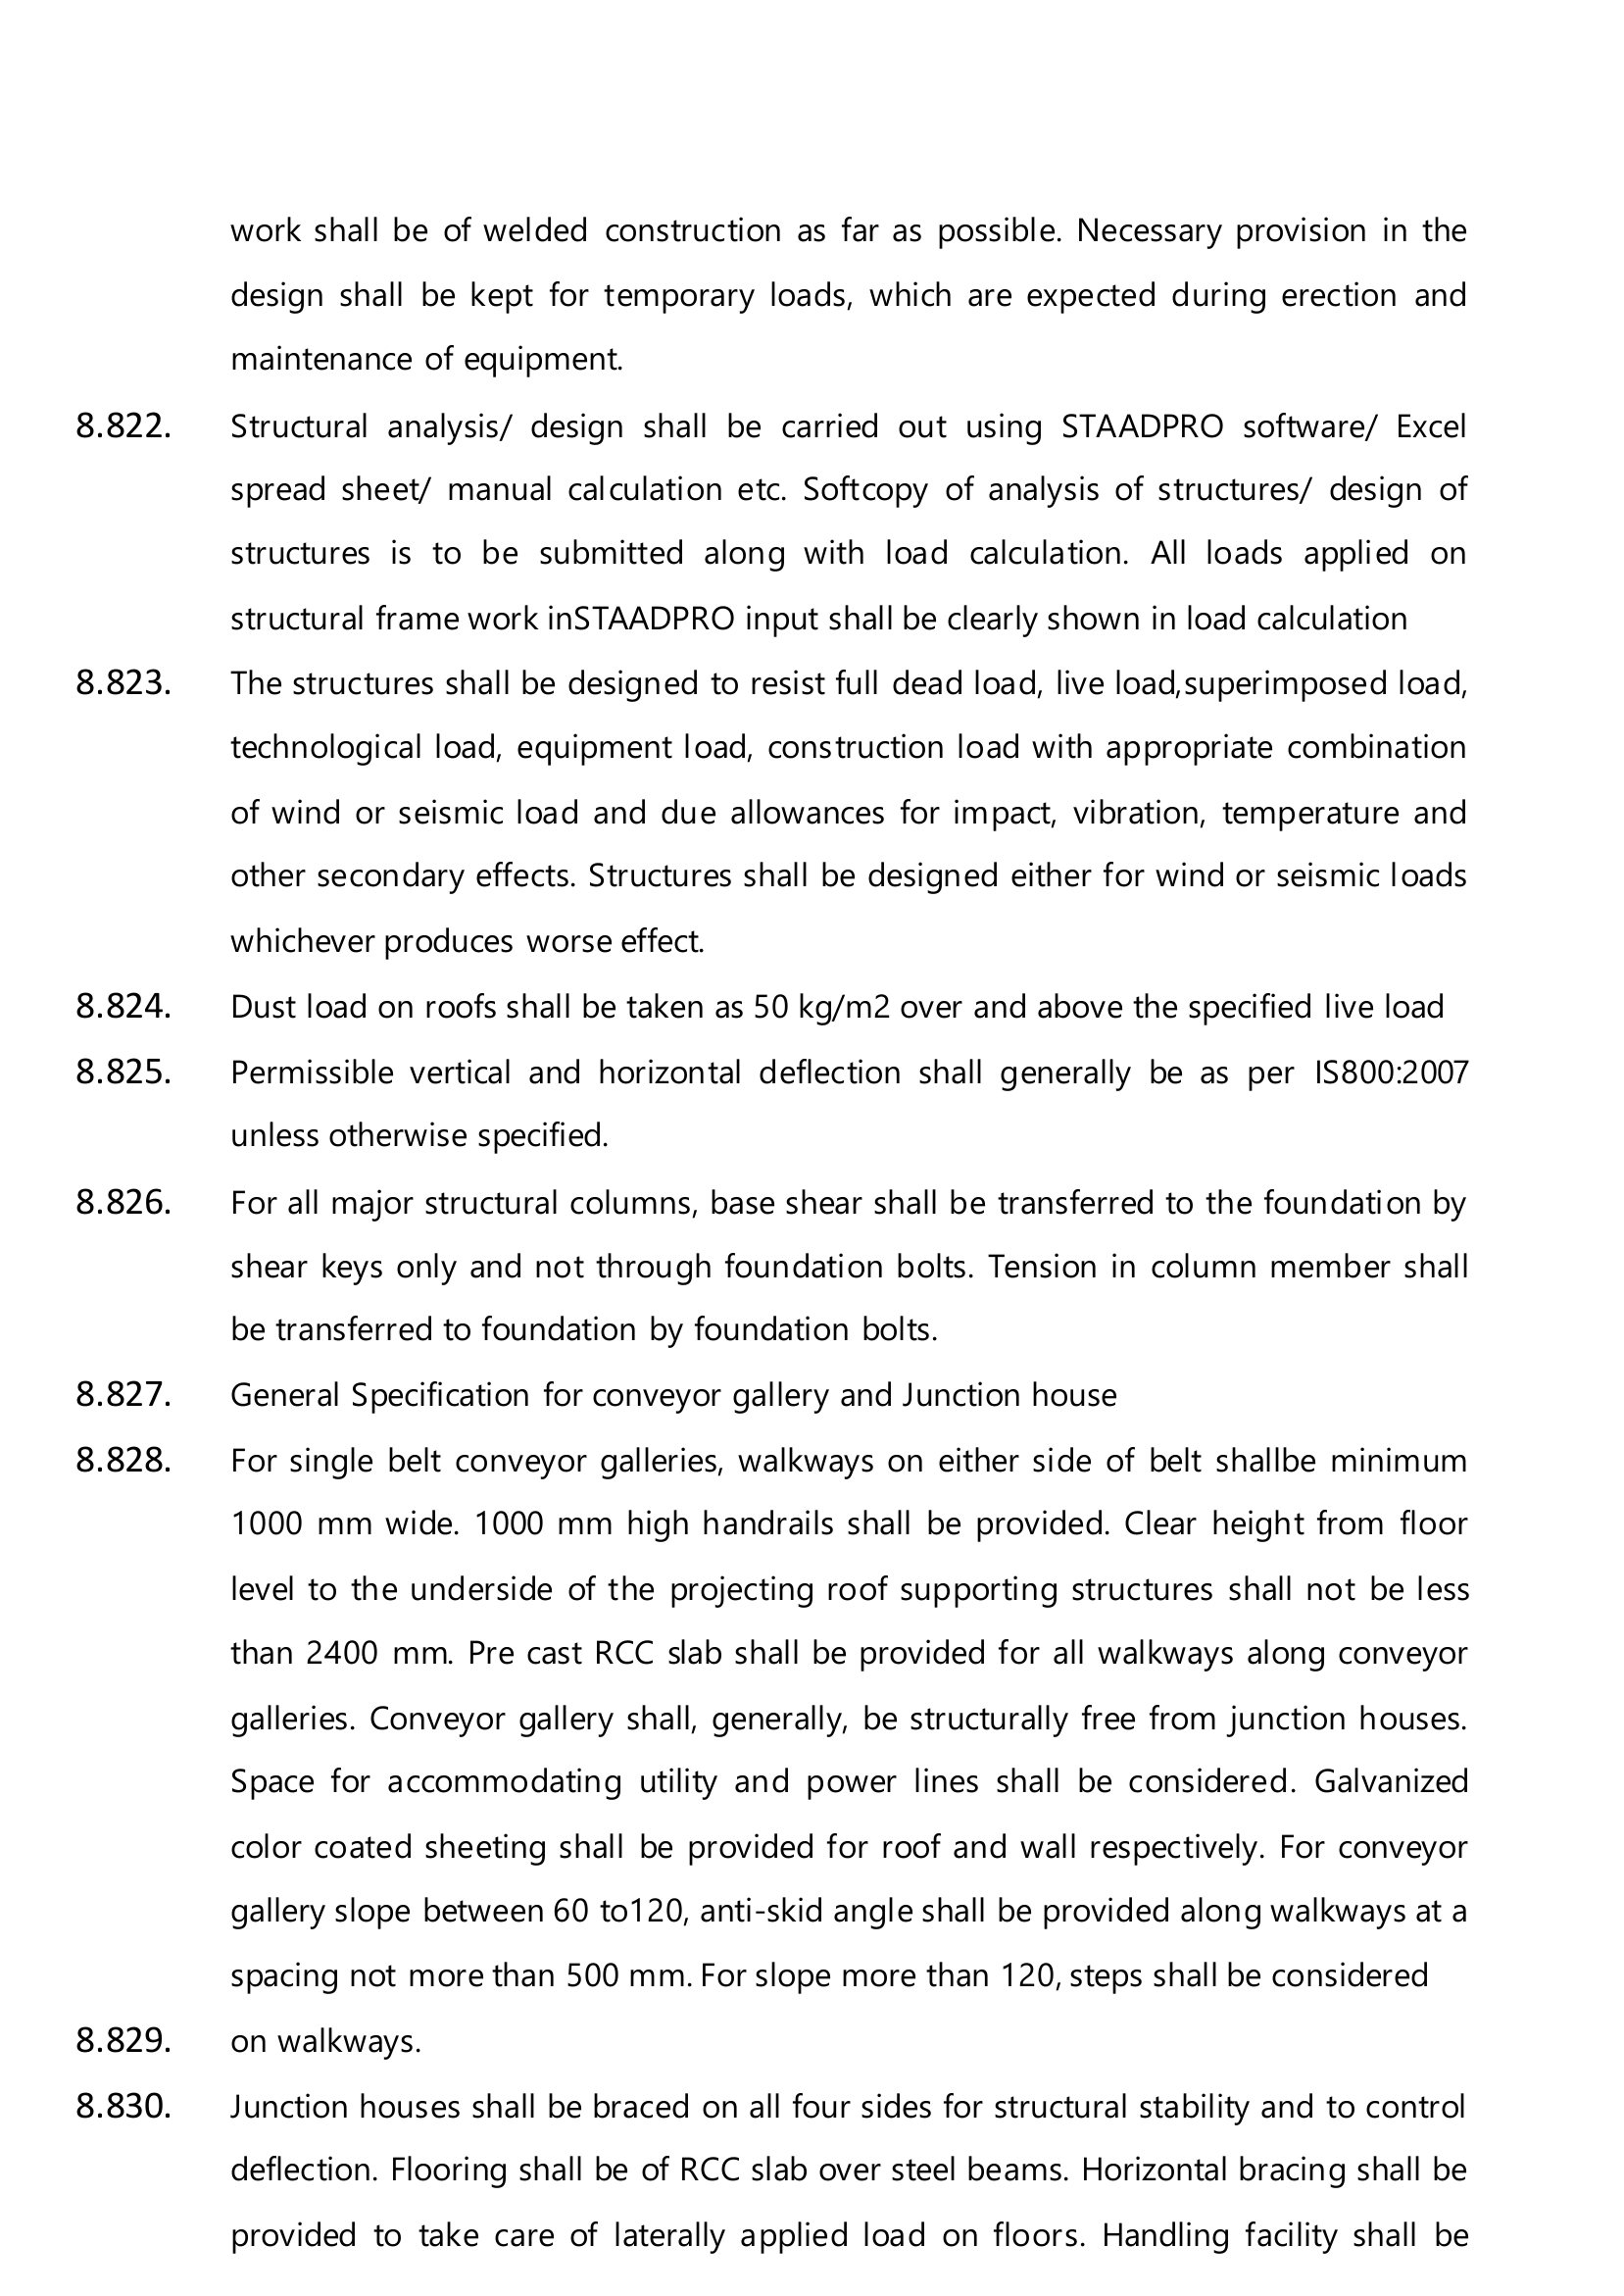 work shall be of welded construction as far as possible. Necessary provision in the
design shall be kept for temporary loads, which are expected during erection and
maintenance of equipment.
8.822. Structural analysis/ design shall be carried out using STAADPRO software/ Excel
spread sheet/ manual calculation etc. Softcopy of analysis of structures/ design of
structures is to be submitted along with load calculation. All loads applied on
structural frame work inSTAADPRO input shall be clearly shown in load calculation
8.823. The structures shall be designed to resist full dead load, live load,superimposed load,
technological load, equipment load, construction load with appropriate combination
of wind or seismic load and due allowances for impact, vibration, temperature and
other secondary effects. Structures shall be designed either for wind or seismic loads
whichever produces worse effect.
8.824. Dust load on roofs shall be taken as 50 kg/m2 over and above the specified live load
8.825. Permissible vertical and horizontal deflection shall generally be as per IS800:2007
unless otherwise specified.
8.826. For all major structural columns, base shear shall be transferred to the foundation by
shear keys only and not through foundation bolts. Tension in column member shall
be transferred to foundation by foundation bolts.
8.827. General Specification for conveyor gallery and Junction house
8.828. For single belt conveyor galleries, walkways on either side of belt shallbe minimum
1000 mm wide. 1000 mm high handrails shall be provided. Clear height from floor
level to the underside of the projecting roof supporting structures shall not be less
than 2400 mm. Pre cast RCC slab shall be provided for all walkways along conveyor
galleries. Conveyor gallery shall, generally, be structurally free from junction houses.
Space for accommodating utility and power lines shall be considered. Galvanized
color coated sheeting shall be provided for roof and wall respectively. For conveyor
gallery slope between 60 to120, anti-skid angle shall be provided along walkways at a
spacing not more than 500 mm. For slope more than 120, steps shall be considered
8.829. on walkways.
8.830. Junction houses shall be braced on all four sides for structural stability and to control
deflection. Flooring shall be of RCC slab over steel beams. Horizontal bracing shall be
provided to take care of laterally applied load on floors. Handling facility shall be